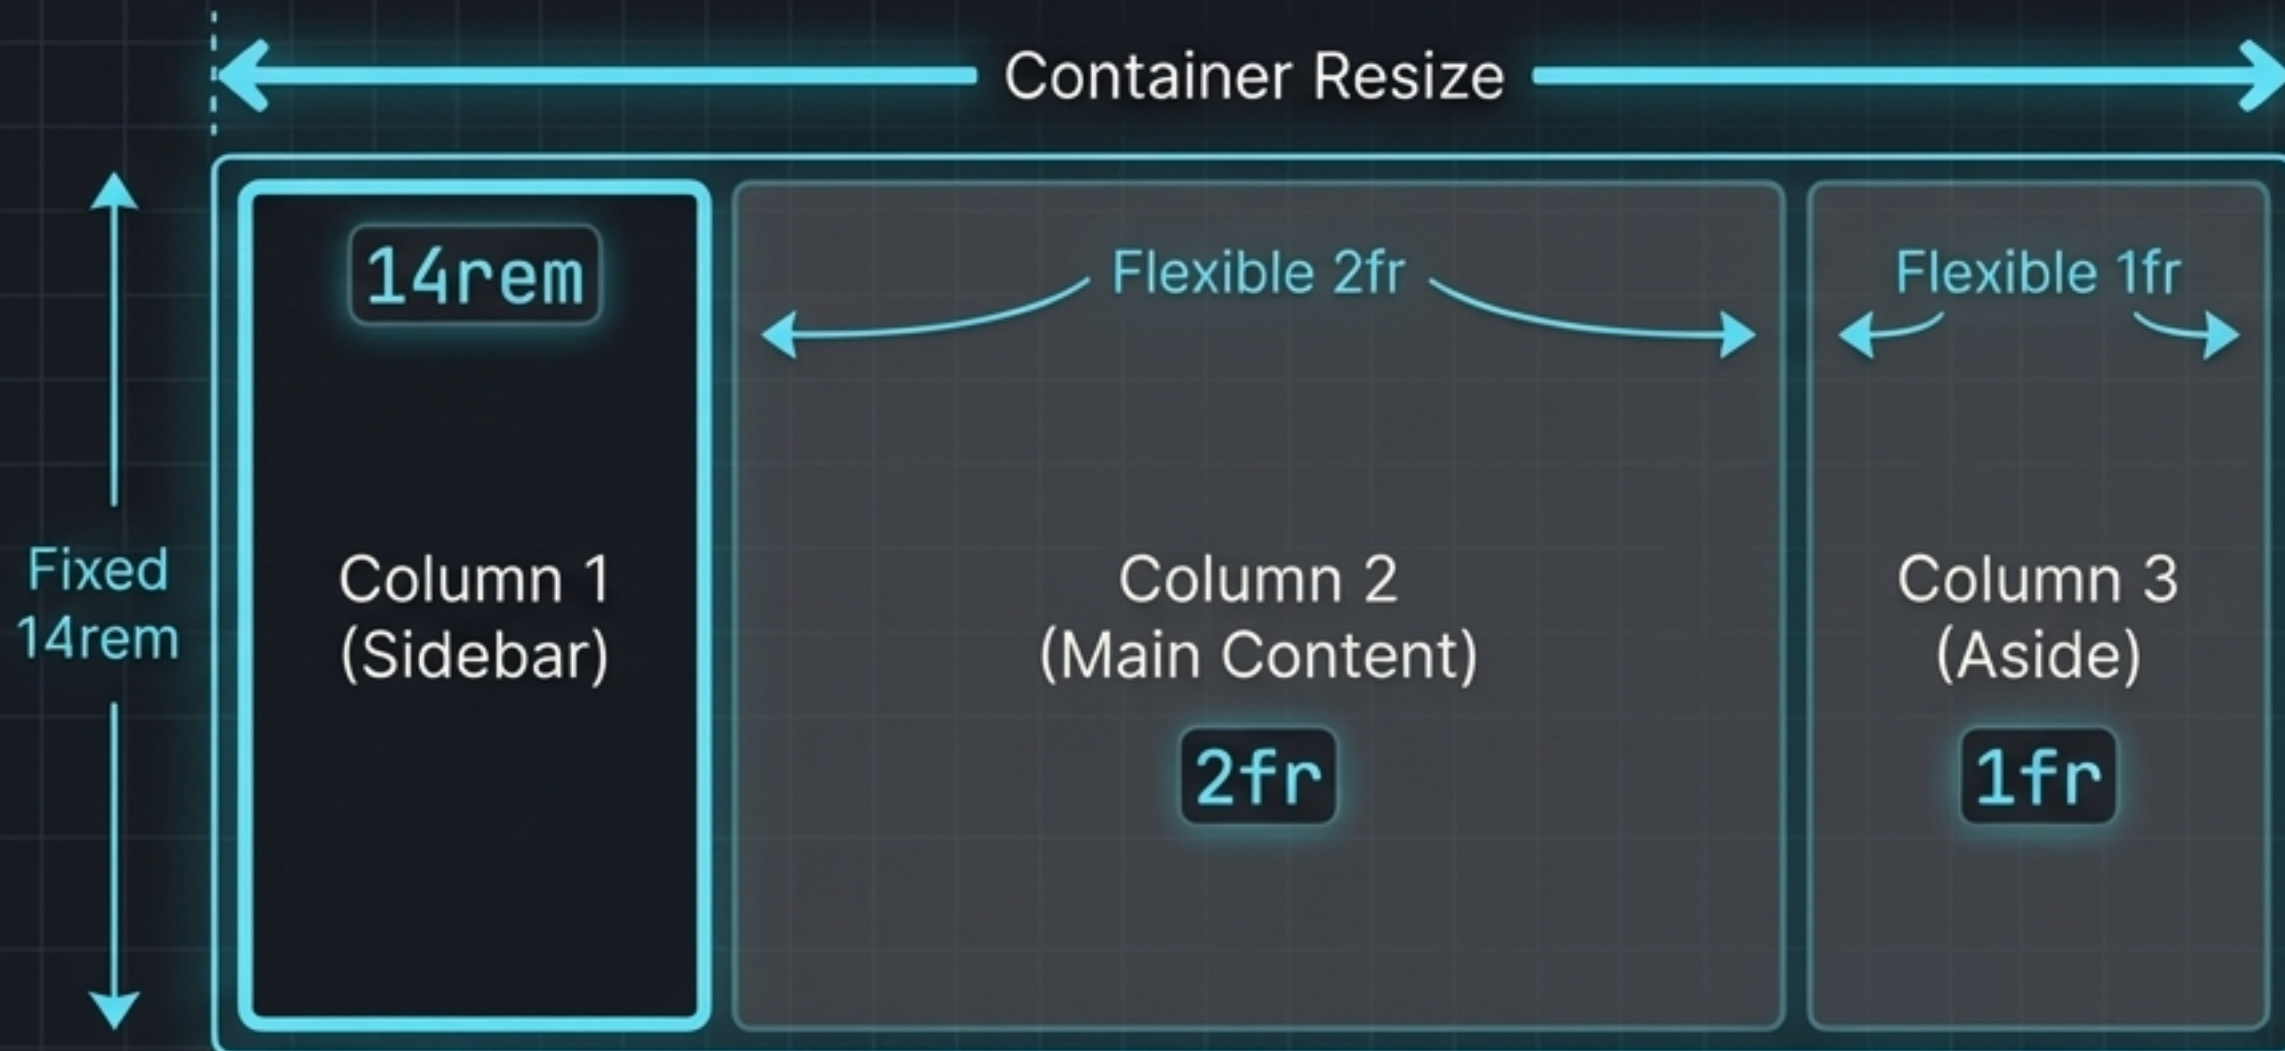 Container Resize
14rem
Flexible 2fr
Flexible 1fr
Fixed
14rem
Column 1
(Sidebar)
Column 2
(Main Content)
2fr
Column 3
(Aside)
1fr